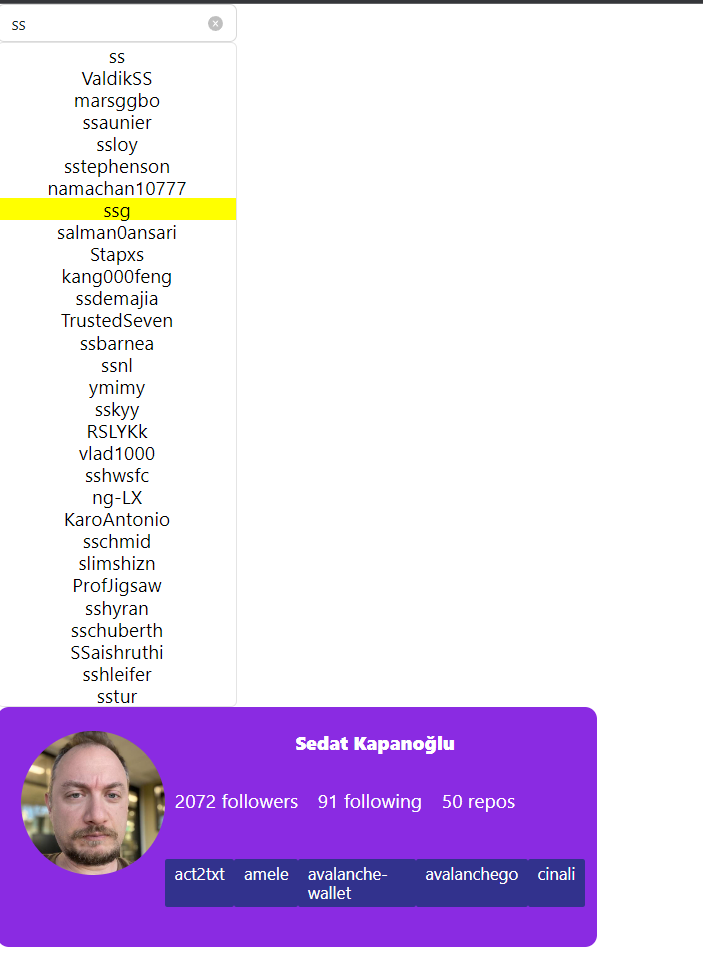 ss
ss
ValdikSS
marsggbo
ssaunier
ssloy
sstephenson
namachan10777
ssg
salman0ansari
Stapxs
kang000feng
ssdemajia
TrustedSeven
ssbarnea
ssnl
ymimy
sskyy
RSLYKk
vlad1000
sshwsfc
ng-LX
KaroAntonio
sschmid
slimshizn
ProfJigsaw
sshyran
sschuberth
SSaishruthi
sshleifer
sstur
Sedat Kapanoğlu
2072 followers 91 following 50 repos
act2txt amele avalanche- avalanchego cinali
wallet